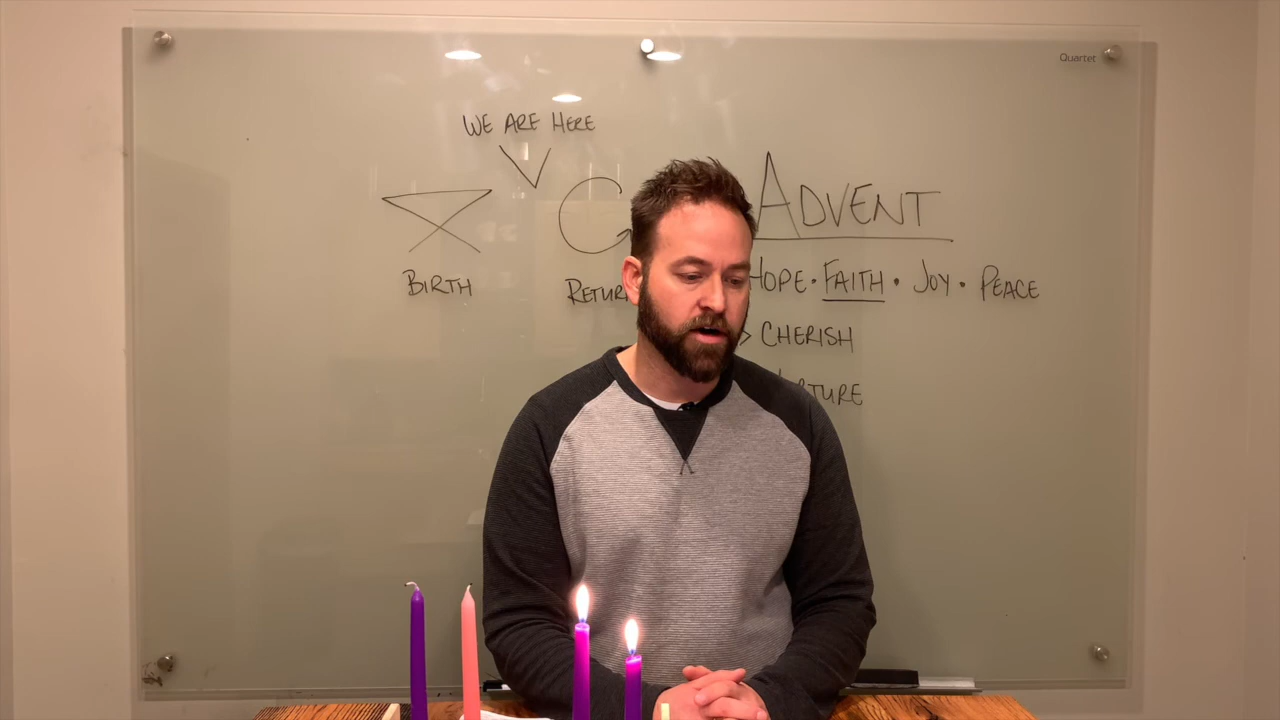 Quartet
WE ARE HERE
ADVENT
HOPE · FAITH · JOY · PEACE
BIRTH
CHERISH